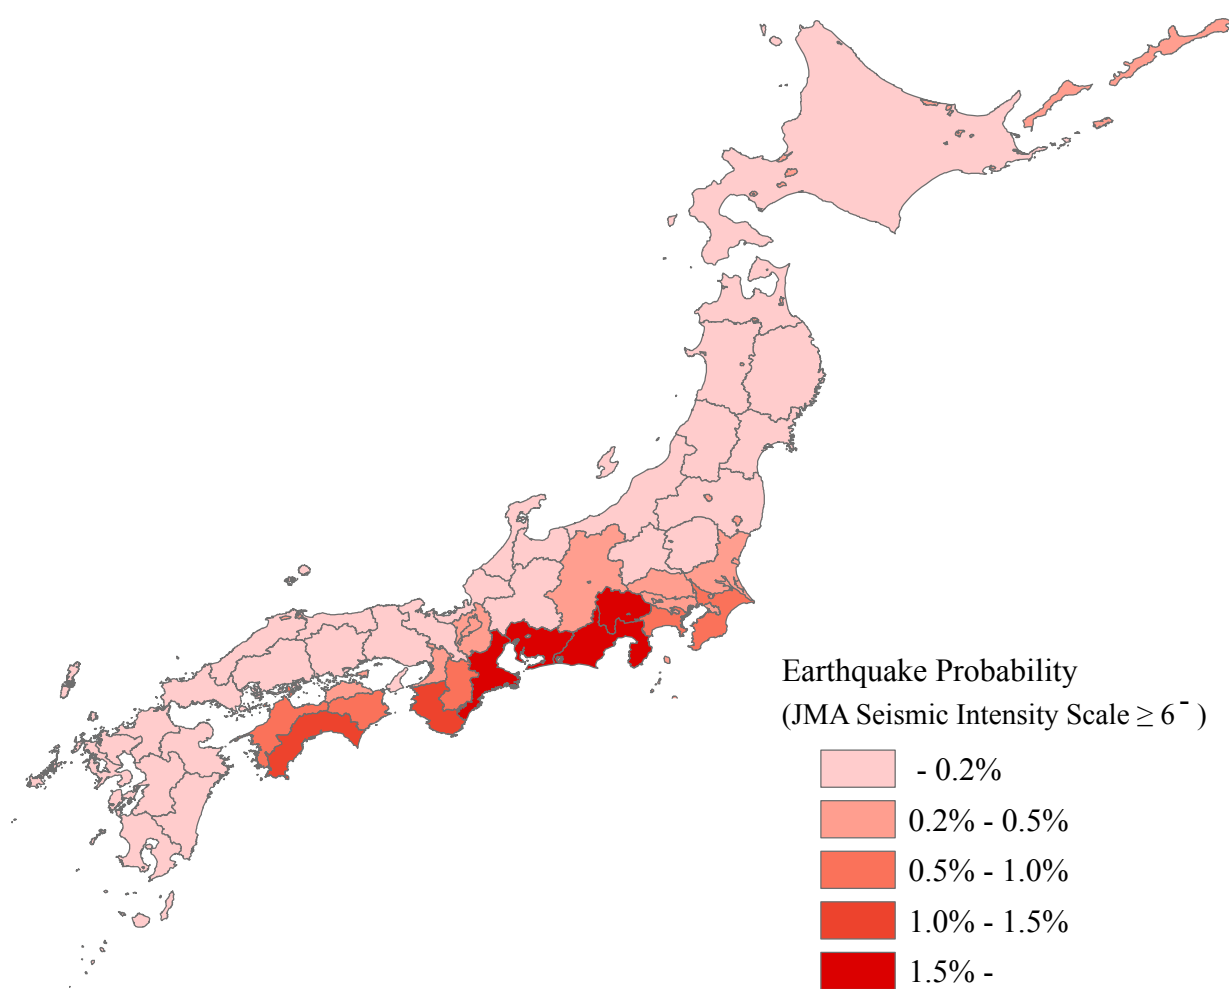 Earthquake Probability
(JMA Seismic Intensity Scale ≥ 6⁻ )
- 0.2%
0.2% - 0.5%
0.5% - 1.0%
1.0% - 1.5%
1.5% -